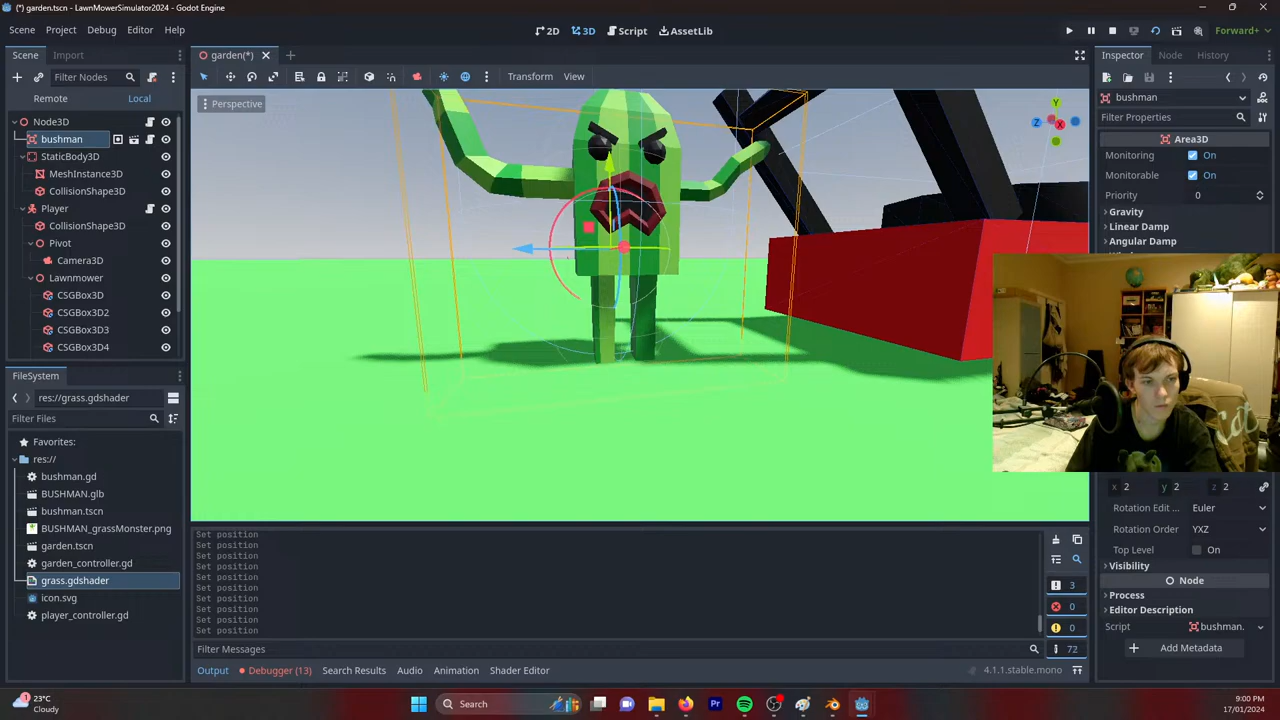 (*) garden.tscn - LawnMowerSimulator2024 - Godot Engine
Scene Project Debug Editor Help
2D 3D Script AssetLib
Forward+
Scene Import
garden(*)
Inspector Node History
Filter Nodes
Transform View
Remote Local
Perspective
bushman
Filter Properties
Node3D
bushman
StaticBody3D
MeshInstance3D
CollisionShape3D
Player
CollisionShape3D
Pivot
Camera3D
Lawnmower
CSGBox3D
CSGBox3D2
CSGBox3D3
CSGBox3D4
Y
Z
X
Area3D
Monitoring On
Monitorable On
Priority 0
Gravity
Linear Damp
Angular Damp
FileSystem
res://grass.gdshader
Filter Files
Favorites:
res://
bushman.gd
BUSHMAN.glb
bushman.tscn
BUSHMAN_grassMonster.png
garden.tscn
garden_controller.gd
grass.gdshader
icon.svg
player_controller.gd
x 2 y 2 z 2
Rotation Edit ... Euler
Rotation Order YXZ
Top Level On
Visibility
Node
Process
Editor Description
Script bushman.
Add Metadata
Set position
Set position
Set position
Set position
Set position
Set position
Set position
Set position
Set position
Set position
3
0
0
72
Filter Messages
Output Debugger (13) Search Results Audio Animation Shader Editor
4.1.1.stable.mono
23°C
Cloudy
Search
9:00 PM
17/01/2024